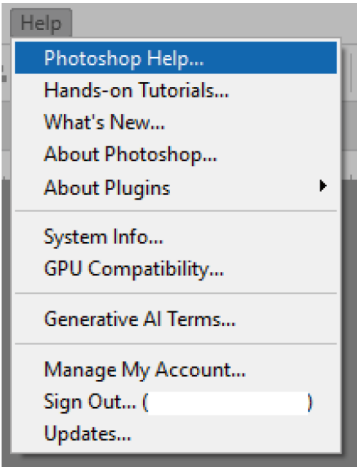 Help
Photoshop Help...
Hands-on Tutorials...
What's New...
About Photoshop...
About Plugins
System Info...
GPU Compatibility...
Generative AI Terms...
Manage My Account...
Sign Out... ( )
Updates...